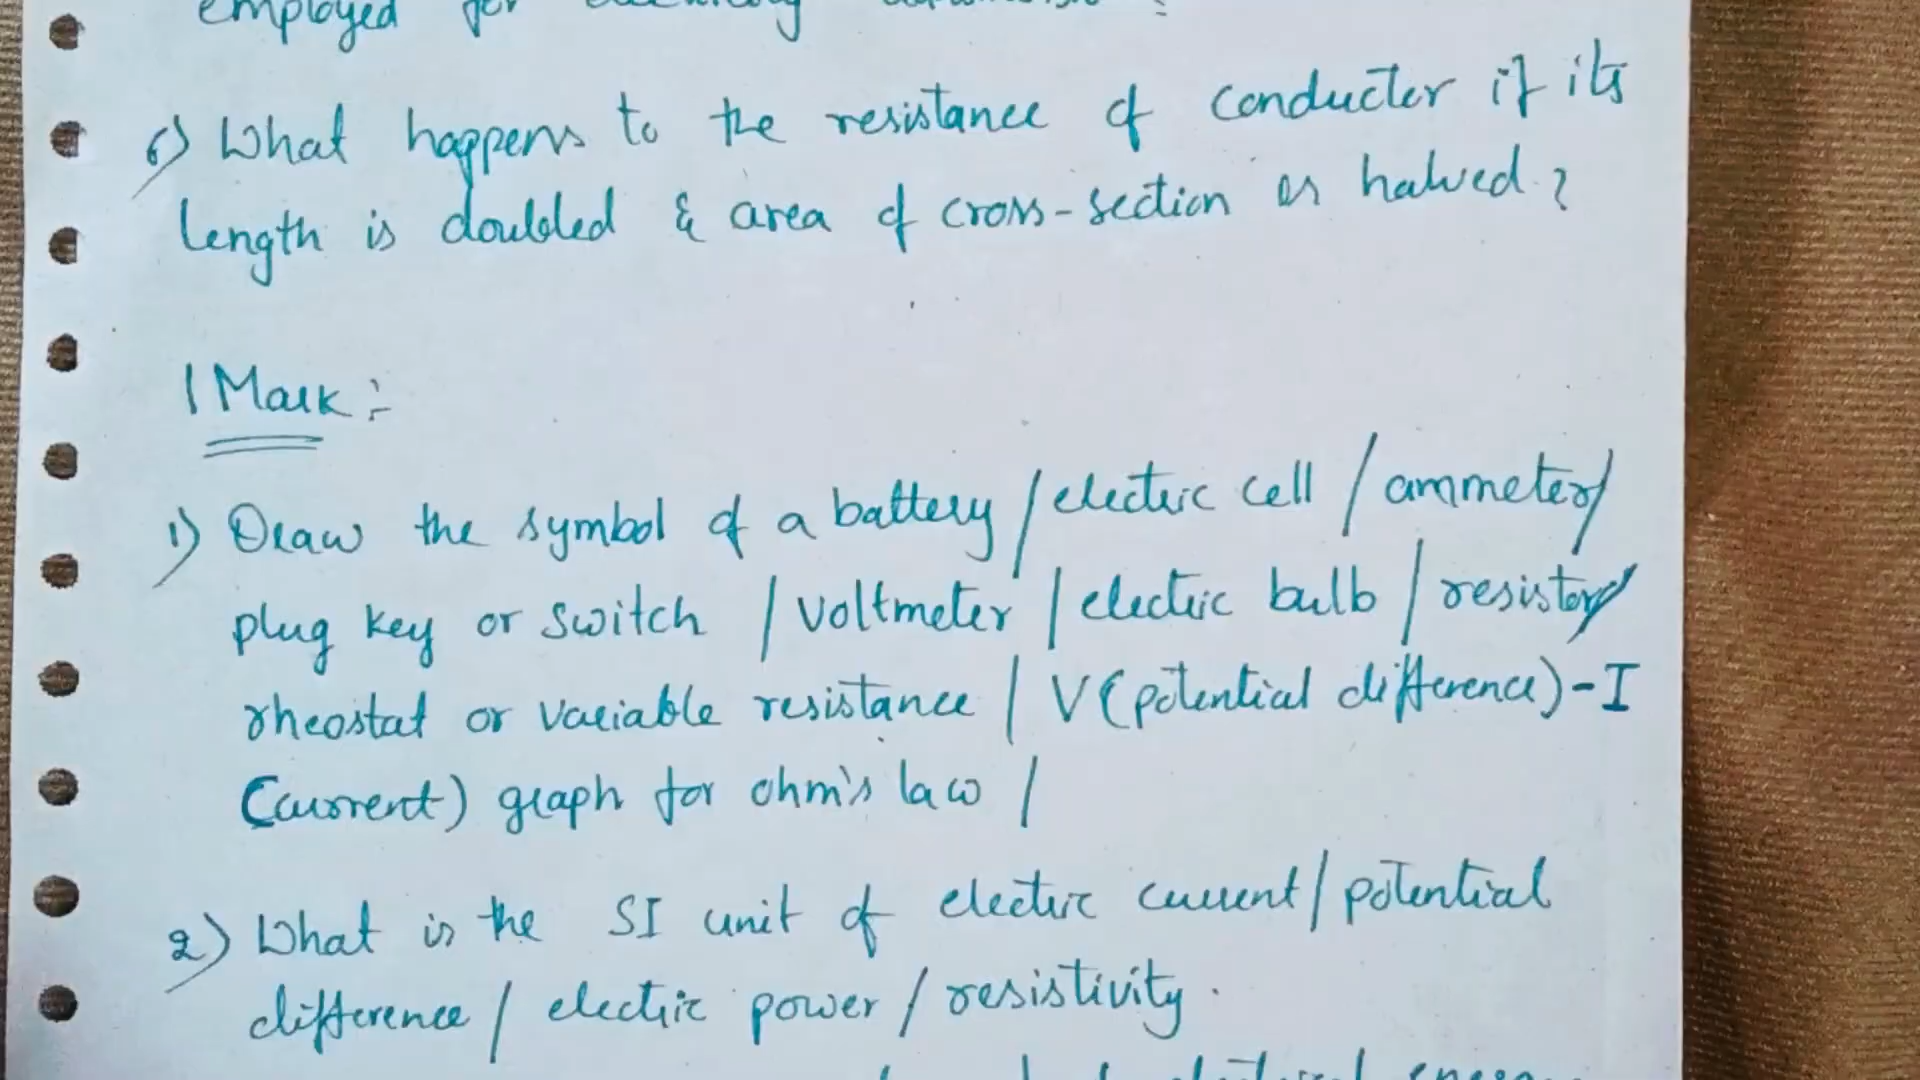 employed for
6) What happens to the resistance of conductor if its
length is doubled & area of cross-section is halved?
1 Mark :-
1) Draw the symbol of a battery / electric cell / ammeter/
plug key or switch / voltmeter / electric bulb / resistor/
rheostat or variable resistance / V (potential difference) - I
(current) graph for ohm's law /
2) What is the SI unit of electric current / potential
difference / electric power / resistivity.